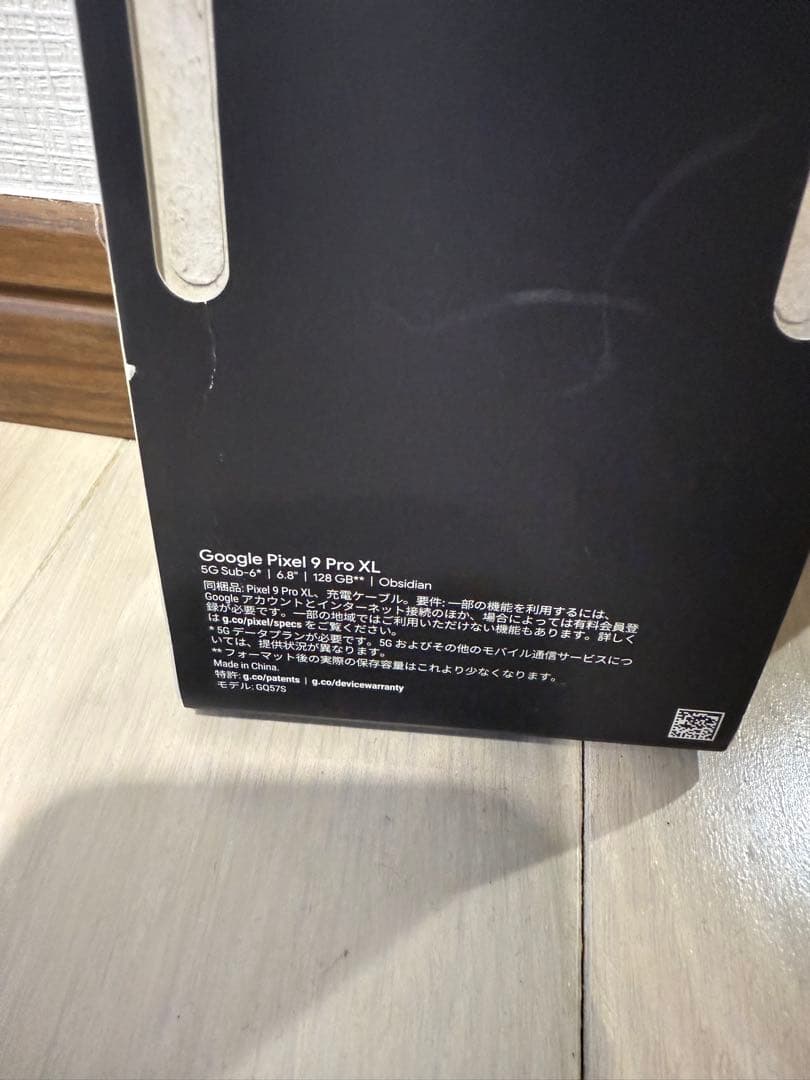 Google Pixel 9 Pro XL
5G Sub-6* | 6.8" | 128 GB** | Obsidian
同梱品: Pixel 9 Pro XL、充電ケーブル。要件: 一部の機能を利用するには、
Google アカウントとインターネット接続のほか、場合によっては有料会員登
録が必要です。一部の地域ではご利用いただけない機能もあります。詳しく
は g.co/pixel/specs をご覧ください。
* 5G データプランが必要です。5G およびその他のモバイル通信サービスにつ
いては、提供状況が異なります。
** フォーマット後の実際の保存容量はこれより少なくなります。
Made in China.
特許: g.co/patents | g.co/devicewarranty
モデル: GQ57S